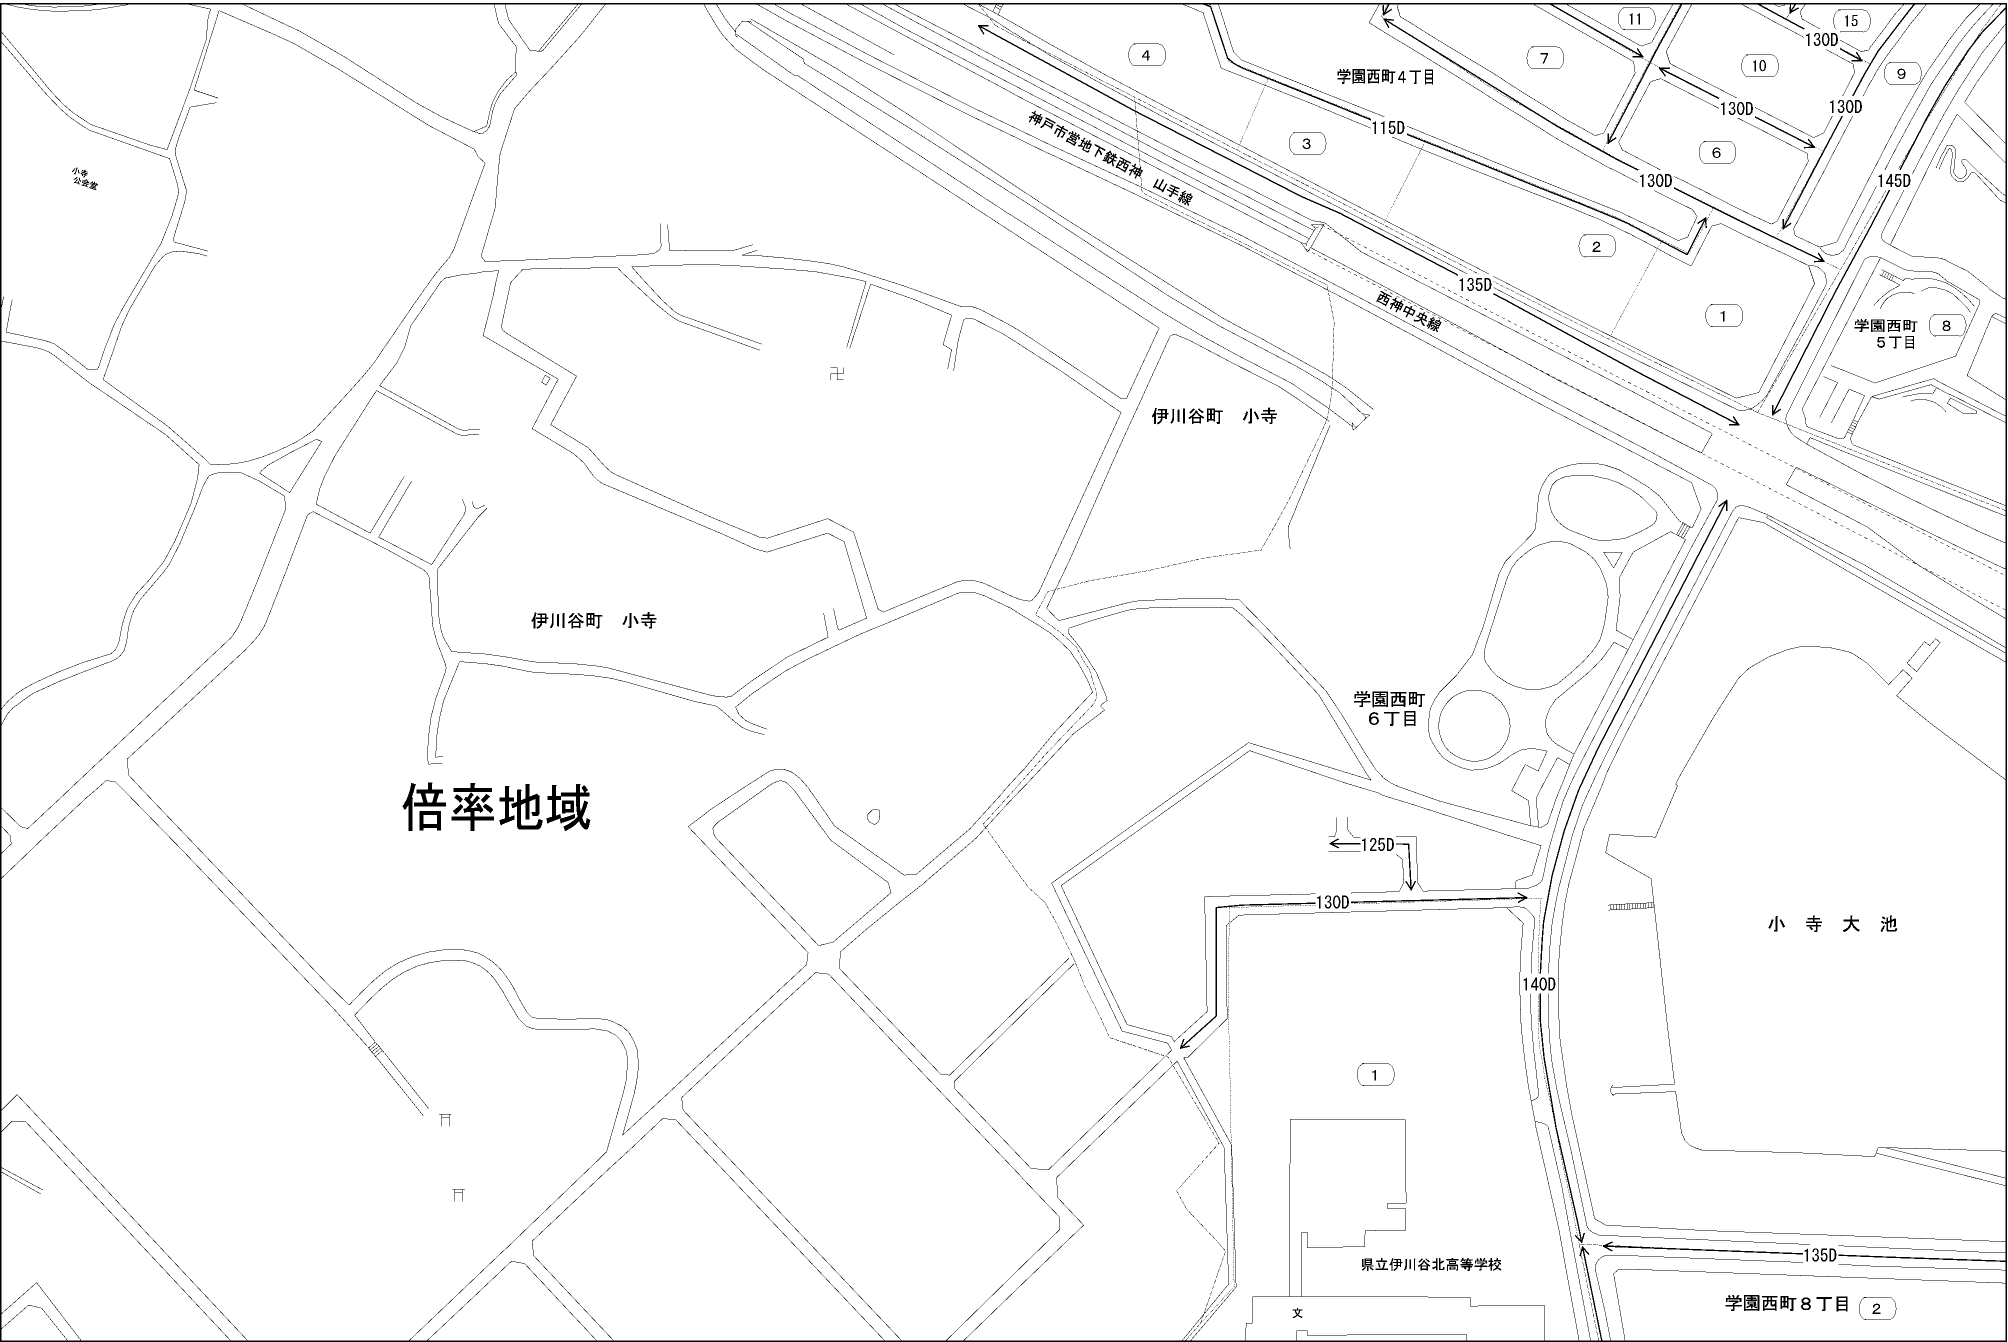 11
15
130D
4
学園西町4丁目
7
10
9
130D
130D
115D
神戸市営地下鉄西神　山手線
3
6
小寺
公会堂
130D
145D
2
135D
西神中央線
1
学園西町
5丁目
8
伊川谷町　小寺
伊川谷町　小寺
学園西町
6丁目
倍率地域
125D
130D
小　寺　大　池
140D
1
県立伊川谷北高等学校
135D
学園西町8丁目
2
文